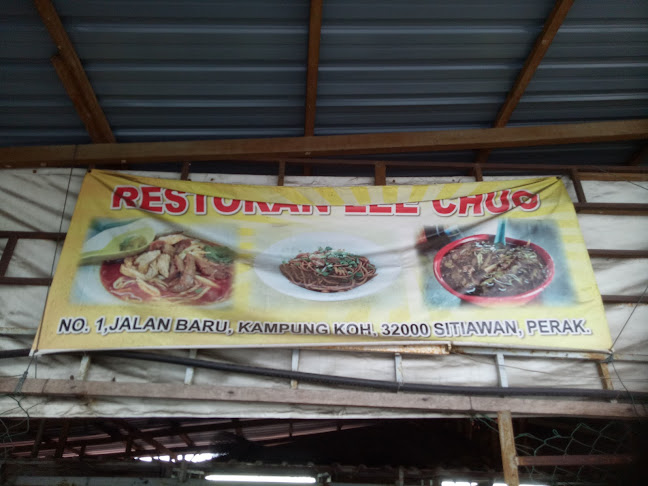 RESTORAN LEE CHUO
NO. 1,JALAN BARU, KAMPUNG KOH, 32000 SITIAWAN, PERAK.